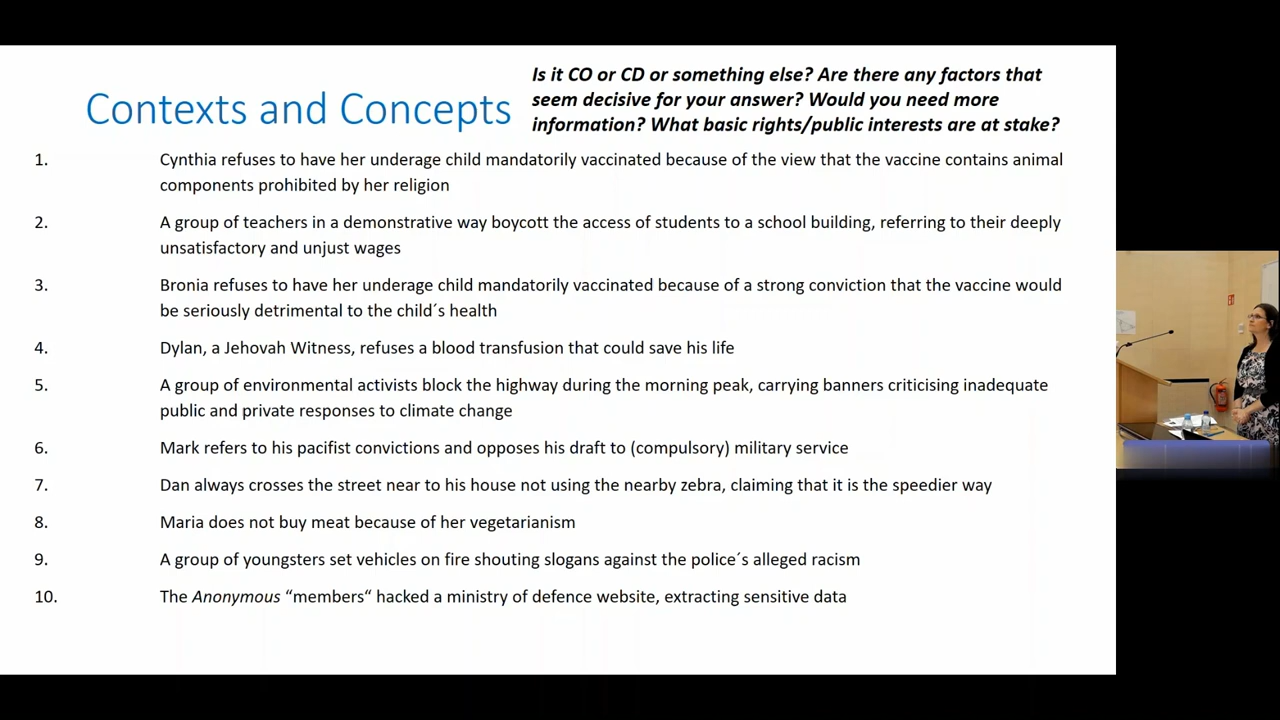 Contexts and Concepts
Is it CO or CD or something else? Are there any factors that
seem decisive for your answer? Would you need more
information? What basic rights/public interests are at stake?
1. Cynthia refuses to have her underage child mandatorily vaccinated because of the view that the vaccine contains animal
components prohibited by her religion
2. A group of teachers in a demonstrative way boycott the access of students to a school building, referring to their deeply
unsatisfactory and unjust wages
3. Bronia refuses to have her underage child mandatorily vaccinated because of a strong conviction that the vaccine would
be seriously detrimental to the child´s health
4. Dylan, a Jehovah Witness, refuses a blood transfusion that could save his life
5. A group of environmental activists block the highway during the morning peak, carrying banners criticising inadequate
public and private responses to climate change
6. Mark refers to his pacifist convictions and opposes his draft to (compulsory) military service
7. Dan always crosses the street near to his house not using the nearby zebra, claiming that it is the speedier way
8. Maria does not buy meat because of her vegetarianism
9. A group of youngsters set vehicles on fire shouting slogans against the police´s alleged racism
10. The Anonymous “members“ hacked a ministry of defence website, extracting sensitive data